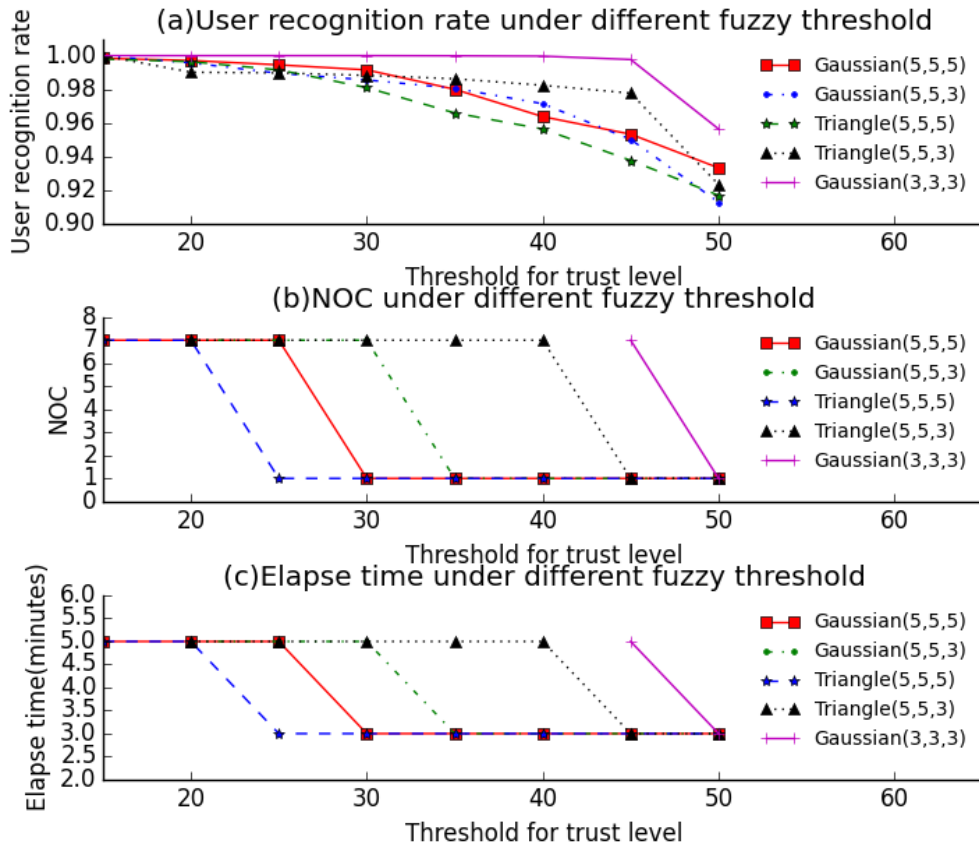 (a)User recognition rate under different fuzzy threshold
User recognition rate
1.00
0.98
0.96
0.94
0.92
0.90
20 30 40 50 60
Threshold for trust level
Gaussian(5,5,5)
Gaussian(5,5,3)
Triangle(5,5,5)
Triangle(5,5,3)
Gaussian(3,3,3)
(b)NOC under different fuzzy threshold
NOC
8
7
6
5
4
3
2
1
0
20 30 40 50 60
Threshold for trust level
Gaussian(5,5,5)
Gaussian(5,5,3)
Triangle(5,5,5)
Triangle(5,5,3)
Gaussian(3,3,3)
(c)Elapse time under different fuzzy threshold
Elapse time(minutes)
6.0
5.5
5.0
4.5
4.0
3.5
3.0
2.5
2.0
20 30 40 50 60
Threshold for trust level
Gaussian(5,5,5)
Gaussian(5,5,3)
Triangle(5,5,5)
Triangle(5,5,3)
Gaussian(3,3,3)